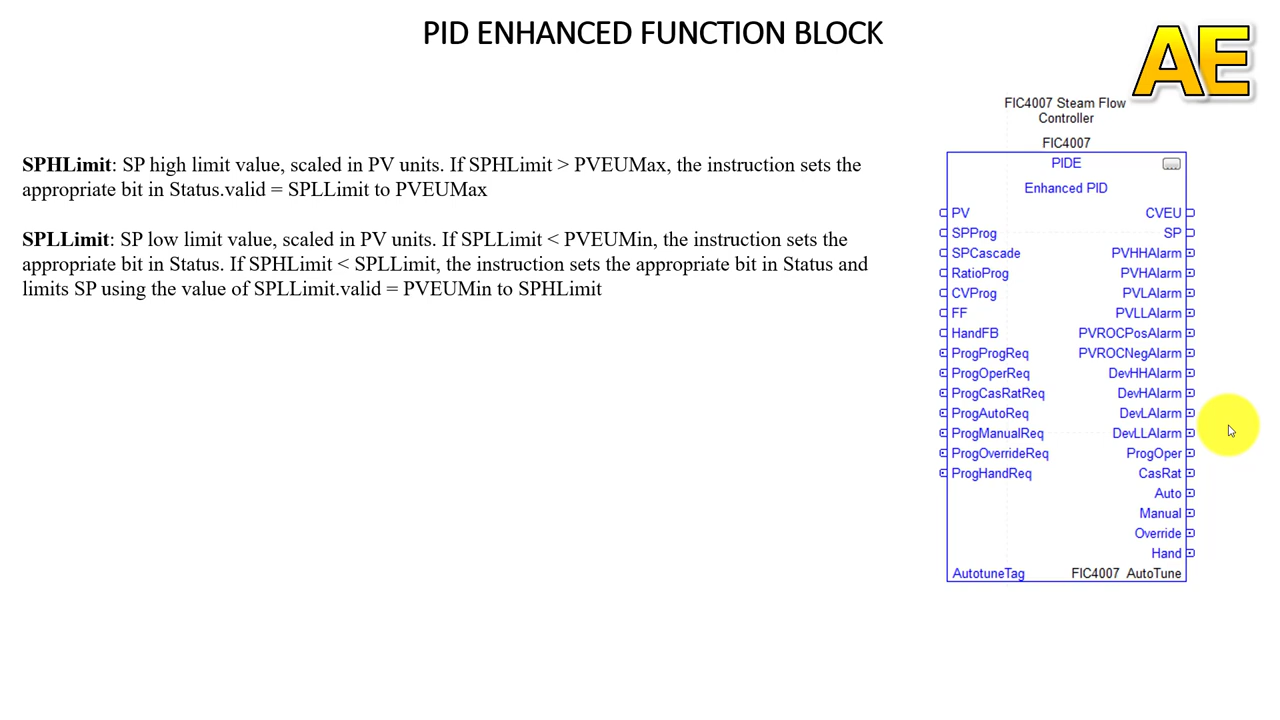 PID ENHANCED FUNCTION BLOCK
AE
SPHLimit: SP high limit value, scaled in PV units. If SPHLimit > PVEUMax, the instruction sets the
appropriate bit in Status.valid = SPLLimit to PVEUMax
SPLLimit: SP low limit value, scaled in PV units. If SPLLimit < PVEUMin, the instruction sets the
appropriate bit in Status. If SPHLimit < SPLLimit, the instruction sets the appropriate bit in Status and
limits SP using the value of SPLLimit.valid = PVEUMin to SPHLimit
FIC4007 Steam Flow
Controller
FIC4007
PIDE
Enhanced PID
PV CVEU
SPProg SP
SPCascade PVHHAlarm
RatioProg PVHAlarm
CVProg PVLAlarm
FF PVLLAlarm
HandFB PVROCPosAlarm
ProgProgReq PVROCNegAlarm
ProgOperReq DevHHAlarm
ProgCasRatReq DevHAlarm
ProgAutoReq DevLAlarm
ProgManualReq DevLLAlarm
ProgOverrideReq ProgOper
ProgHandReq CasRat
Auto
Manual
Override
Hand
AutotuneTag FIC4007_AutoTune